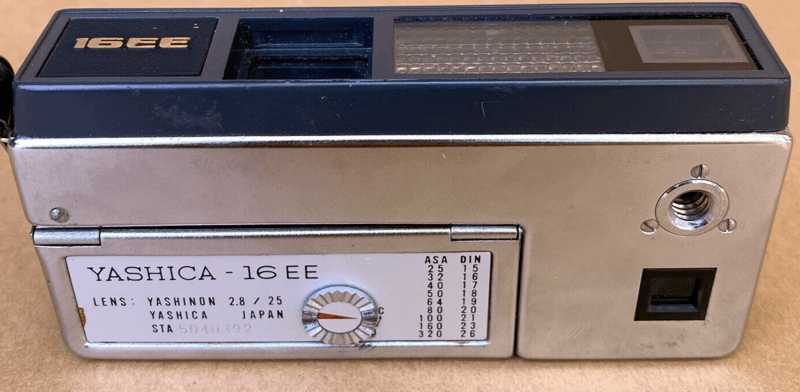 16EE
YASHICA - 16 EE
LENS: YASHINON 2.8 / 25
YASHICA JAPAN
STA
ASA DIN
25 15
32 16
40 17
50 18
64 19
80 20
100 21
160 23
320 26
C